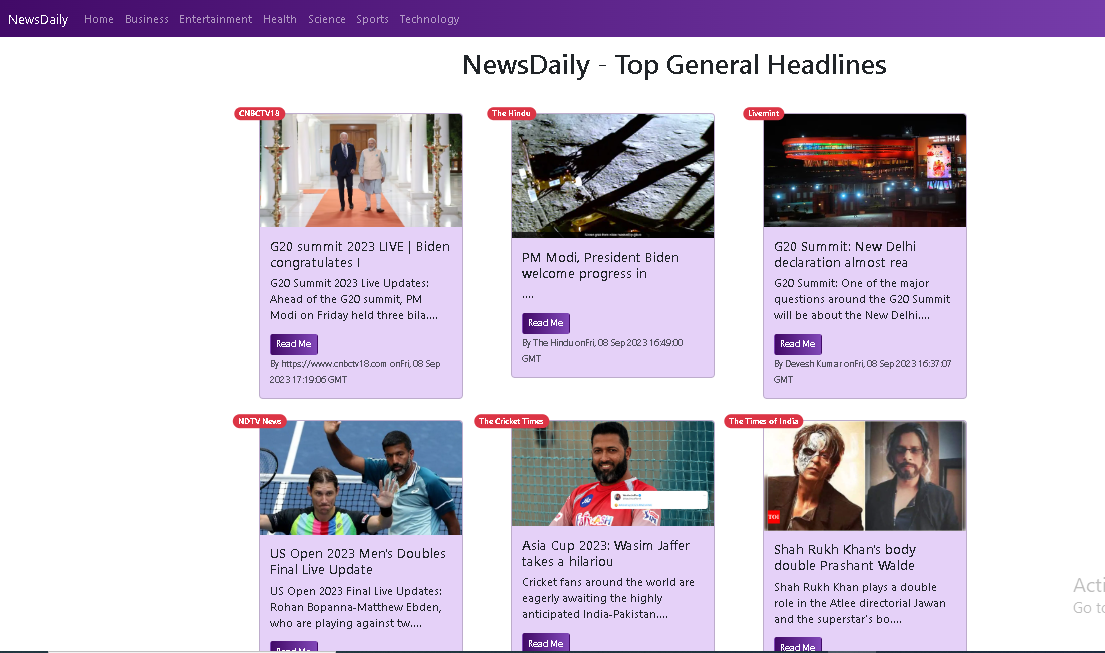 NewsDaily Home Business Entertainment Health Science Sports Technology
NewsDaily - Top General Headlines
CNBCTV18
G20 summit 2023 LIVE | Biden
congratulates I
G20 Summit 2023 Live Updates:
Ahead of the G20 summit, PM
Modi on Friday held three bila....
Read Me
By https://www.cnbctv18.com onFri, 08 Sep
2023 17:19:06 GMT
The Hindu
PM Modi, President Biden
welcome progress in
....
Read Me
By The Hindu onFri, 08 Sep 2023 16:49:00
GMT
Livemint
H14
G20 Summit: New Delhi
declaration almost rea
G20 Summit: One of the major
questions around the G20 Summit
will be about the New Delhi....
Read Me
By Devesh Kumar onFri, 08 Sep 2023 16:37:07
GMT
NDTV News
US Open 2023 Men's Doubles
Final Live Update
US Open 2023 Final Live Updates:
Rohan Bopanna-Matthew Ebden,
who are playing against tw....
Read Me
The Cricket Times
Asia Cup 2023: Wasim Jaffer
takes a hilariou
Cricket fans around the world are
eagerly awaiting the highly
anticipated India-Pakistan....
Read Me
The Times of India
TOI
Shah Rukh Khan's body
double Prashant Walde
Shah Rukh Khan plays a double
role in the Atlee directorial Jawan
and the superstar's bo....
Read Me
Acti
Go to